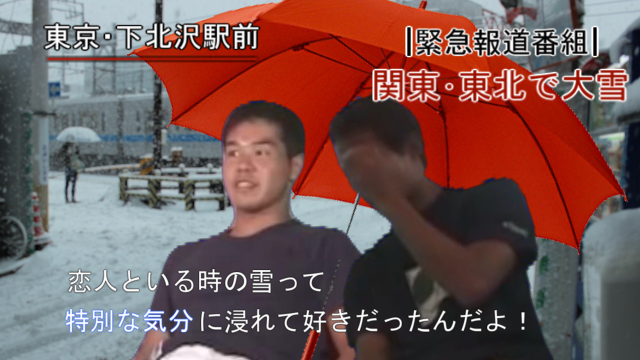 東京・下北沢駅前
緊急報道番組
関東・東北で大雪
恋人といる時の雪って
特別な気分に浸れて好きだったんだよ！